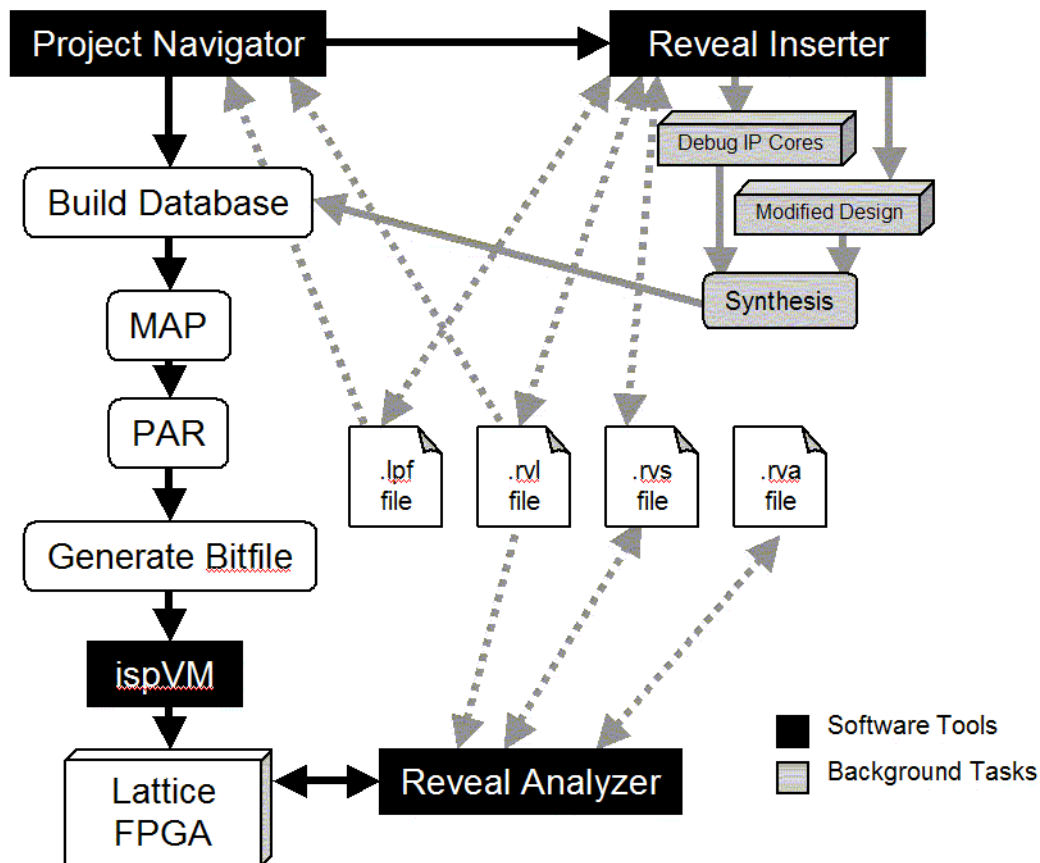 Project Navigator
Reveal Inserter
Debug IP Cores
Build Database
Modified Design
Synthesis
MAP
PAR
.lpf
file
.rvl
file
.rvs
file
.rva
file
Generate Bitfile
ispVM
Software Tools
Reveal Analyzer
Background Tasks
Lattice
FPGA